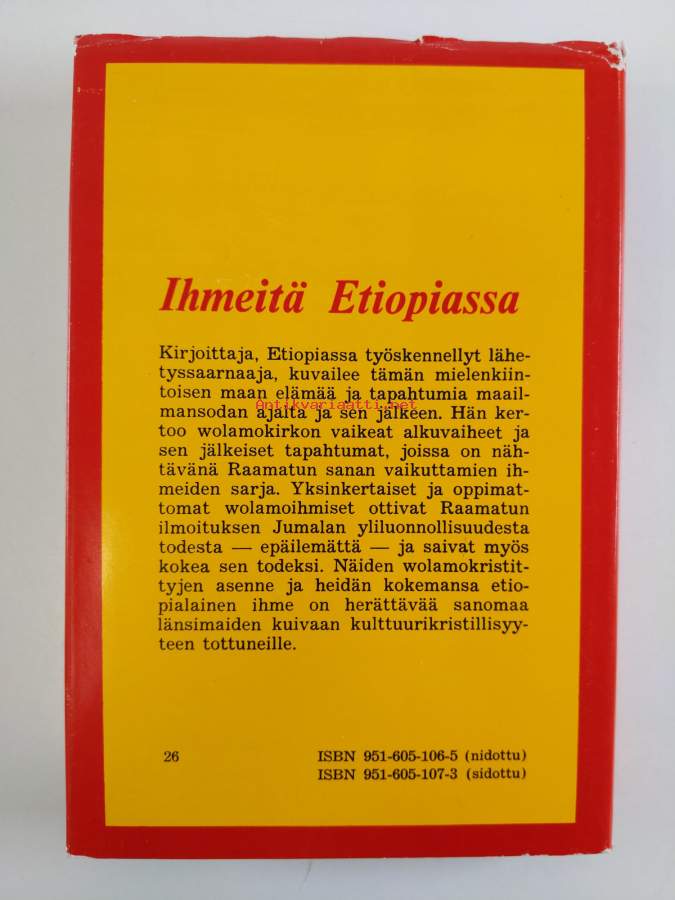 Ihmeitä Etiopiassa
Kirjoittaja, Etiopiassa työskennellyt lähe-
tyssaarnaaja, kuvailee tämän mielenkiin-
toisen maan elämää ja tapahtumia maail-
Antikvariaatti.net
mansodan ajalta ja sen jälkeen. Hän ker-
too wolamokirkon vaikeat alkuvaiheet ja
sen jälkeiset tapahtumat, joissa on näh-
tävänä Raamatun sanan vaikuttamien ih-
meiden sarja. Yksinkertaiset ja oppimat-
tomat wolamoihmiset ottivat Raamatun
ilmoituksen Jumalan yliluonnollisuudesta
todesta — epäilemättä — ja saivat myös
kokea sen todeksi. Näiden wolamokristit-
tyjen asenne ja heidän kokemansa etio-
pialainen ihme on herättävää sanomaa
länsimaiden kuivaan kulttuurikristillisyy-
teen tottuneille.
26
ISBN 951-605-106-5 (nidottu)
ISBN 951-605-107-3 (sidottu)